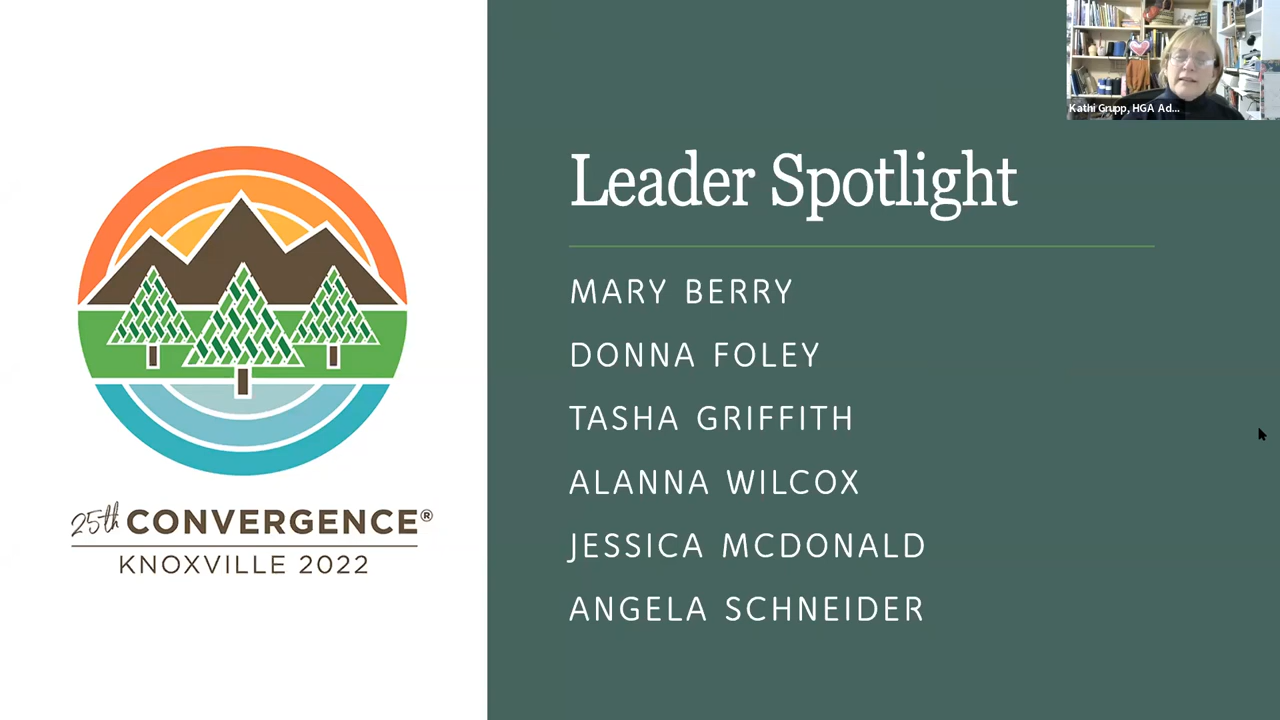 Kathi Grupp, HGA Ad...
Leader Spotlight
MARY BERRY
DONNA FOLEY
TASHA GRIFFITH
ALANNA WILCOX
JESSICA MCDONALD
ANGELA SCHNEIDER
25th CONVERGENCE®
KNOXVILLE 2022